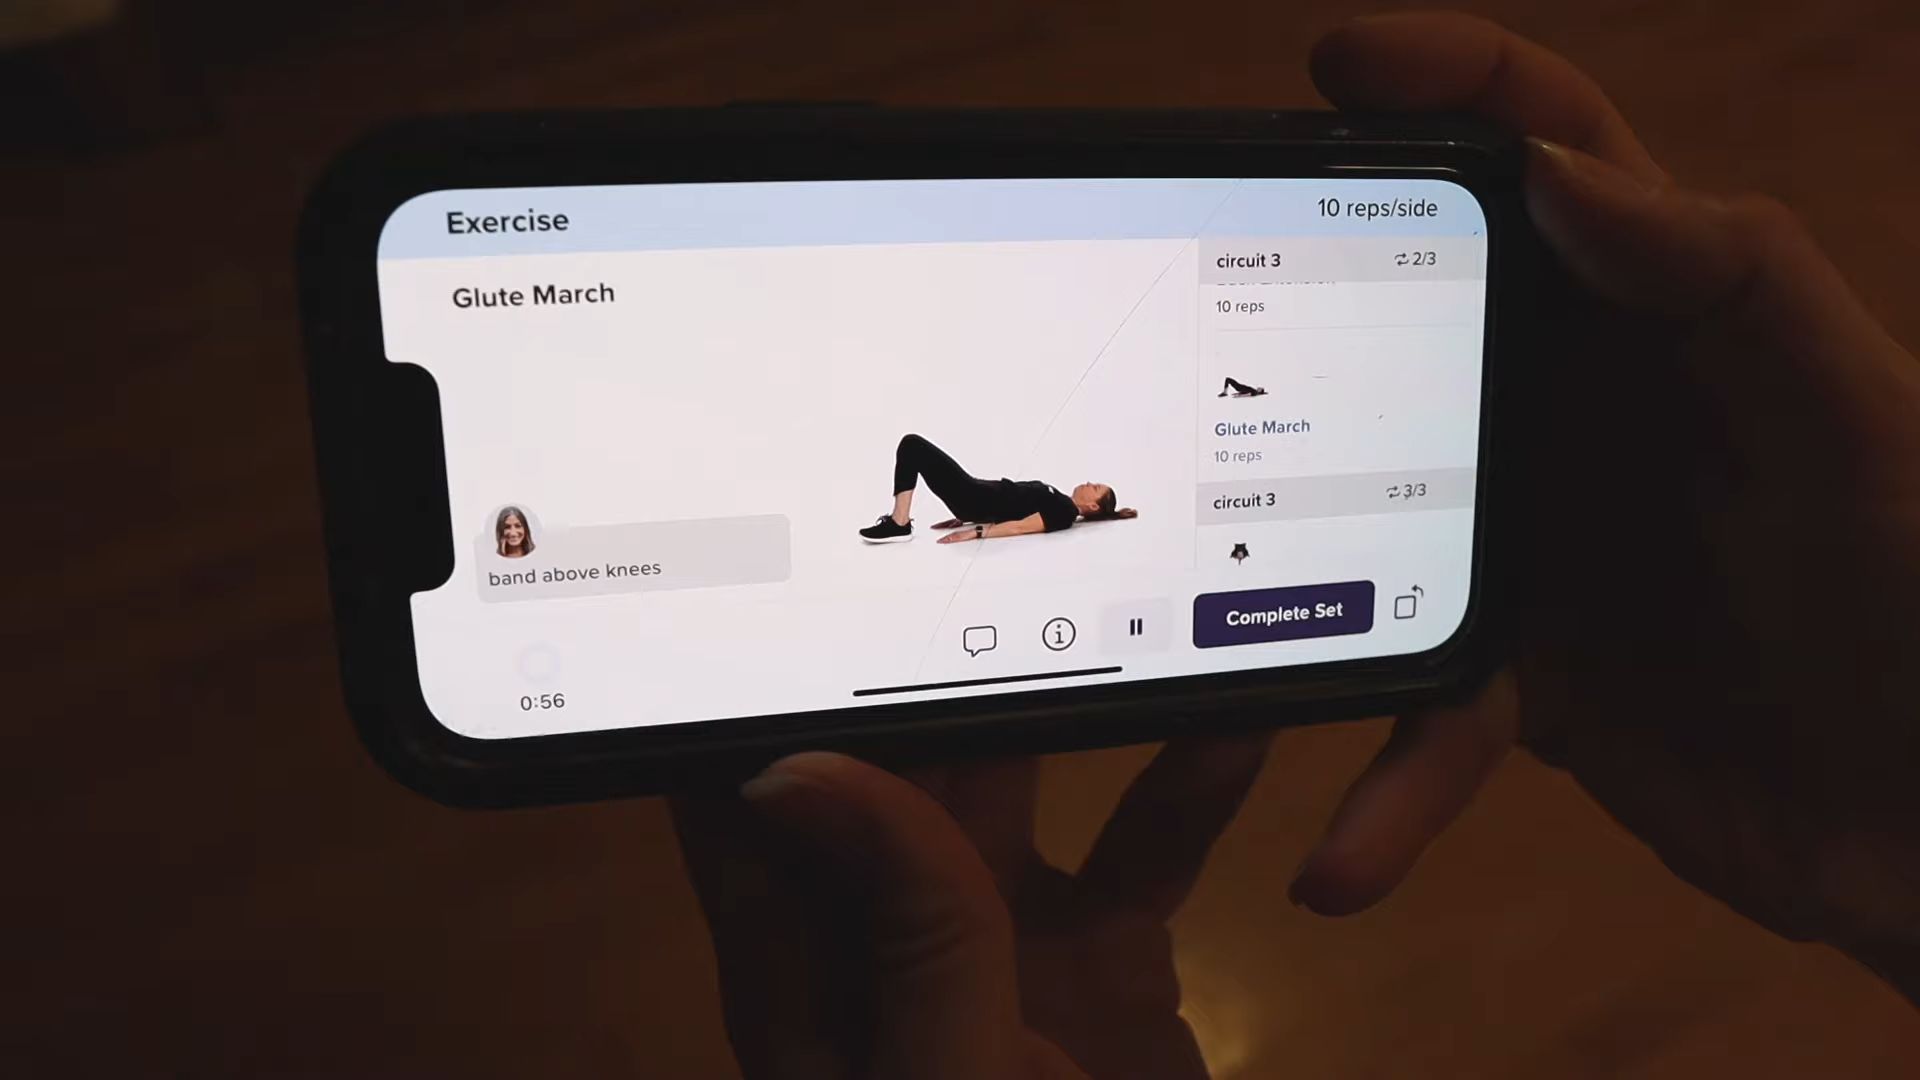 Exercise
10 reps/side
Glute March
circuit 3
2/3
10 reps
Glute March
10 reps
circuit 3
3/3
band above knees
Complete Set
0:56